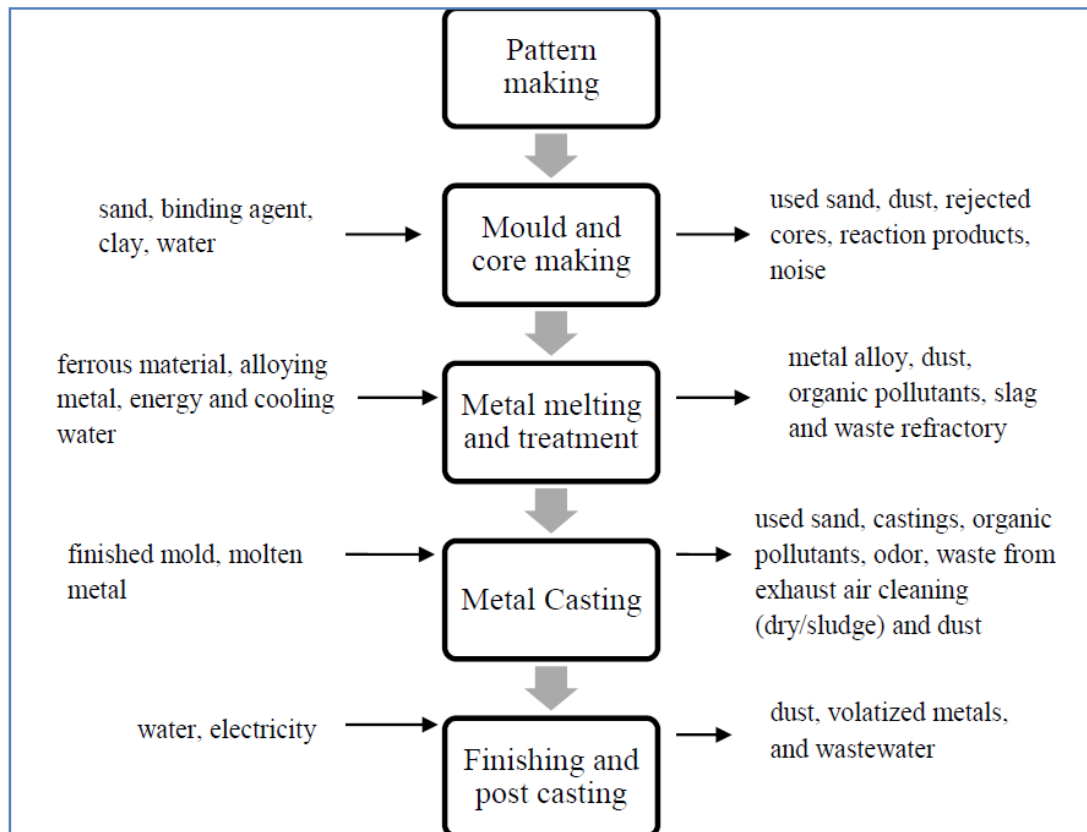 Pattern
making
sand, binding agent,
clay, water
Mould and
core making
used sand, dust, rejected
cores, reaction products,
noise
ferrous material, alloying
metal, energy and cooling
water
Metal melting
and treatment
metal alloy, dust,
organic pollutants, slag
and waste refractory
finished mold, molten
metal
Metal Casting
used sand, castings, organic
pollutants, odor, waste from
exhaust air cleaning
(dry/sludge) and dust
water, electricity
Finishing and
post casting
dust, volatized metals,
and wastewater